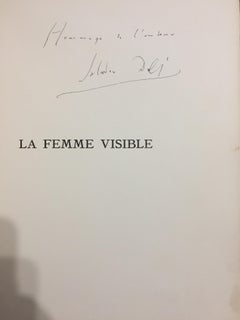 Hommage de l'auteur
Salvador Dalí
LA FEMME VISIBLE